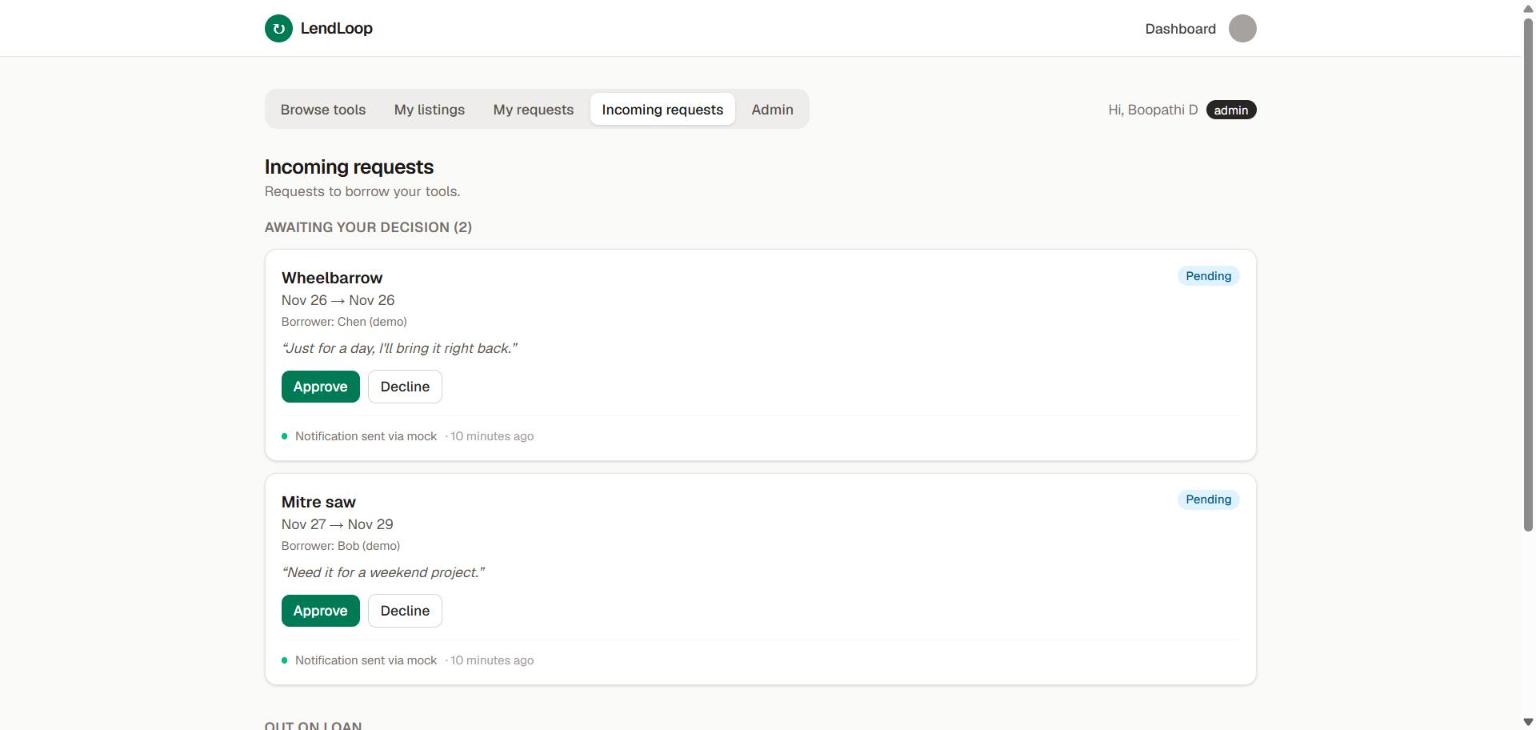 LendLoop
Dashboard
Browse tools
My listings
My requests
Incoming requests
Admin
Hi, Boopathi D
admin
Incoming requests
Requests to borrow your tools.
AWAITING YOUR DECISION (2)
Wheelbarrow
Pending
Nov 26 → Nov 26
Borrower: Chen (demo)
“Just for a day, I'll bring it right back.”
Approve
Decline
Notification sent via mock · 10 minutes ago
Mitre saw
Pending
Nov 27 → Nov 29
Borrower: Bob (demo)
“Need it for a weekend project.”
Approve
Decline
Notification sent via mock · 10 minutes ago
OUT ON LOAN